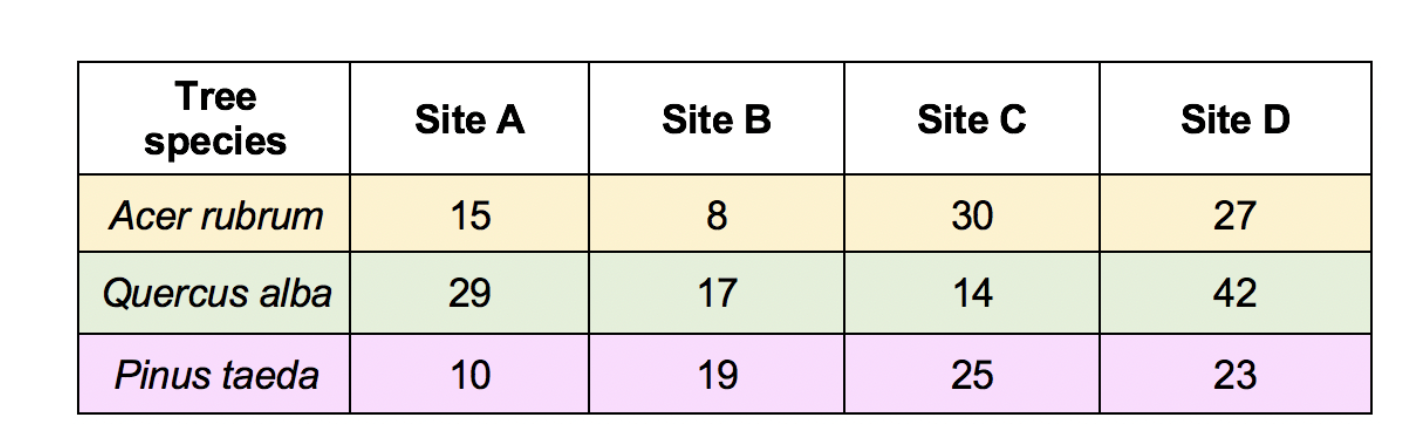 Tree species Site A Site B Site C Site D
Acer rubrum 15 8 30 27
Quercus alba 29 17 14 42
Pinus taeda 10 19 25 23